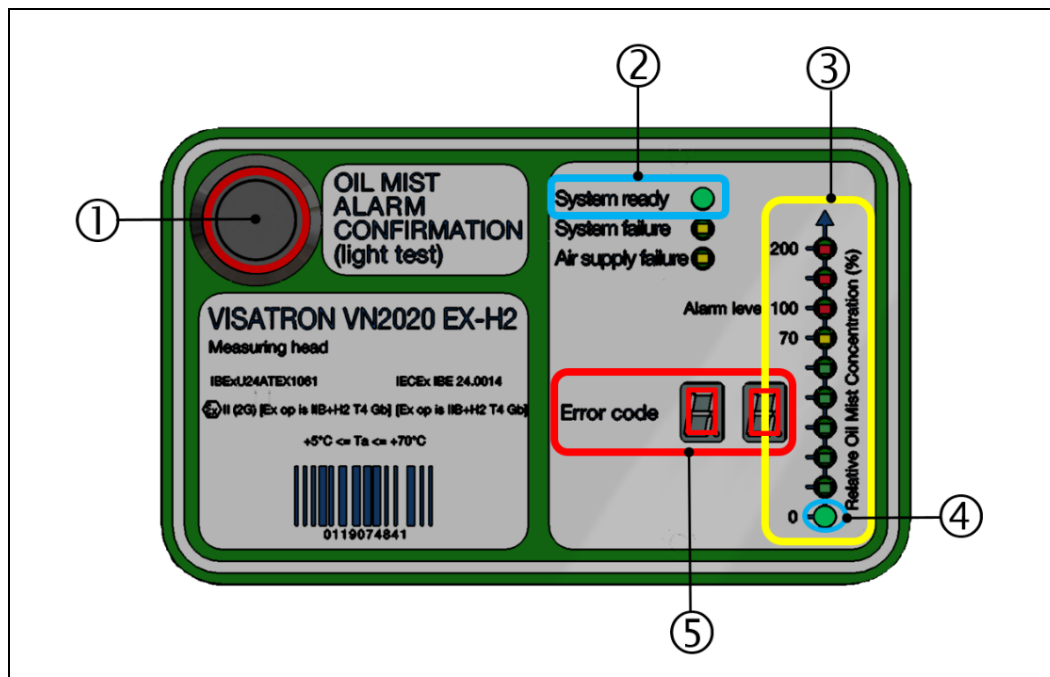 ②
③
①
OIL MIST
ALARM
CONFIRMATION
(light test)
System ready
System failure
Air supply failure
200
Alarm level 100
70
0
Relative Oil Mist Concentration (%)
VISATRON VN2020 EX-H2
Measuring head
IBExU24ATEX1061 IECEx IBE 24.0014
Ex II (2G) [Ex op is IIB+H2 T4 Gb] [Ex op is IIB+H2 T4 Gb]
+5°C <= Ta <= +70°C
0119074841
Error code
④
⑤